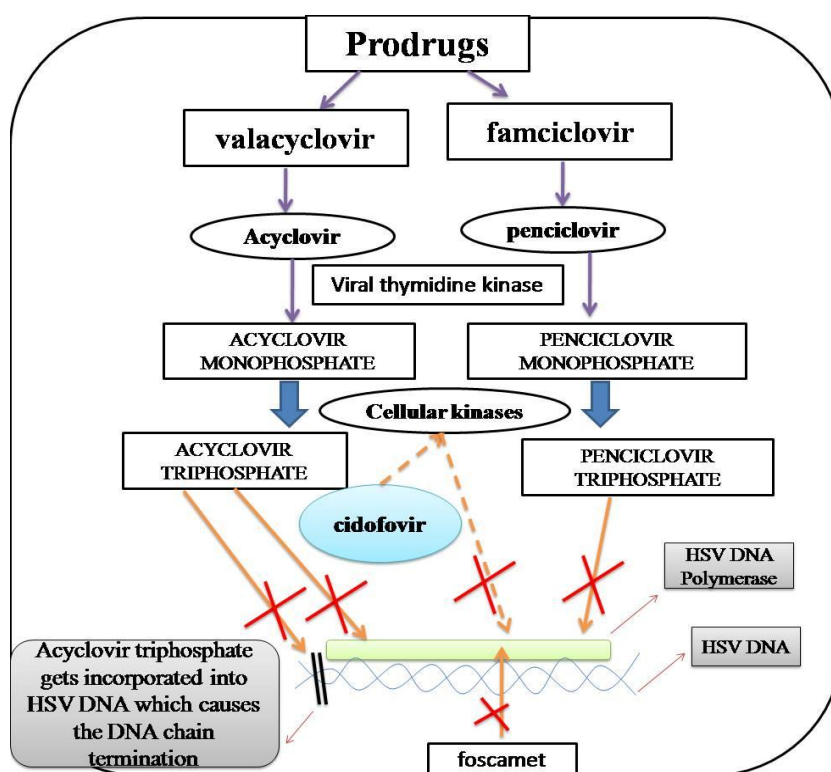 Prodrugs
valacyclovir
famciclovir
Acyclovir
penciclovir
Viral thymidine kinase
ACYCLOVIR
MONOPHOSPHATE
PENCICLOVIR
MONOPHOSPHATE
Cellular kinases
ACYCLOVIR
TRIPHOSPHATE
PENCICLOVIR
TRIPHOSPHATE
cidofovir
HSV DNA
Polymerase
HSV DNA
Acyclovir triphosphate
gets incorporated into
HSV DNA which causes
the DNA chain
termination
foscamet